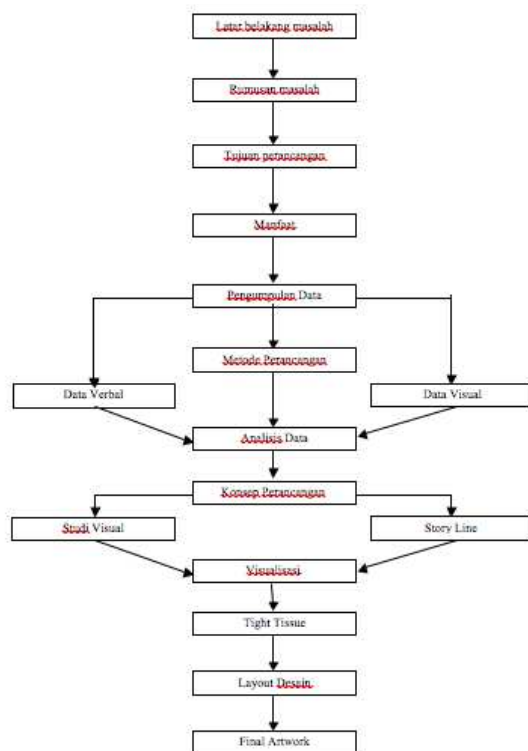 Latar belakang masalah
Rumusan masalah
Tujuan perancangan
Manfaat
Pengumpulan Data
Metode Perancangan
Data Verbal
Data Visual
Analisis Data
Konsep Perancangan
Studi Visual
Story Line
Visualisasi
Tight Tissue
Layout Desain
Final Artwork